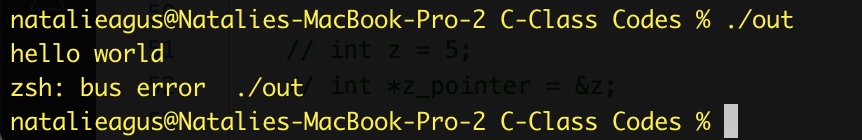 natalieagus@Natalies-MacBook-Pro-2 C-Class Codes % ./out
hello world
// int z = 5;
zsh: bus error  ./out
int *z_pointer = &z;
natalieagus@Natalies-MacBook-Pro-2 C-Class Codes %